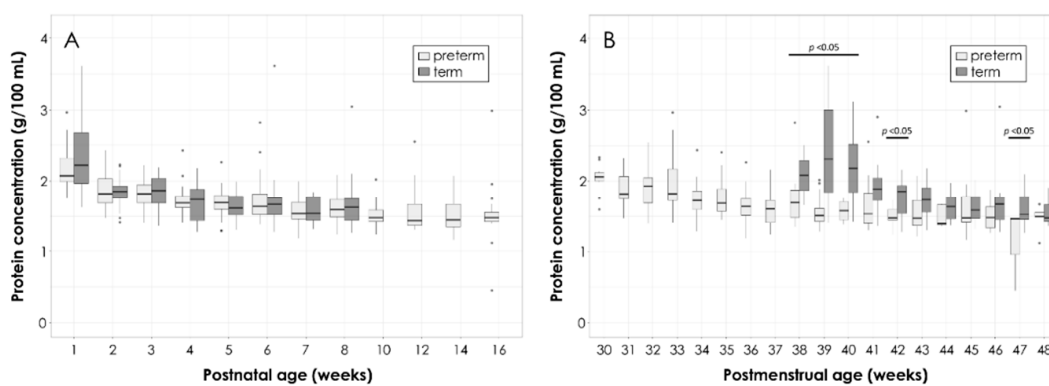 A
preterm
term
Protein concentration (g/100 mL)
4
3
2
1
0
1 2 3 4 5 6 7 8 10 12 14 16
Postnatal age (weeks)
B
p <0.05
preterm
term
p <0.05
p <0.05
Protein concentration (g/100 mL)
4
3
2
1
0
30 31 32 33 34 35 36 37 38 39 40 41 42 43 44 45 46 47 48
Postmenstrual age (weeks)